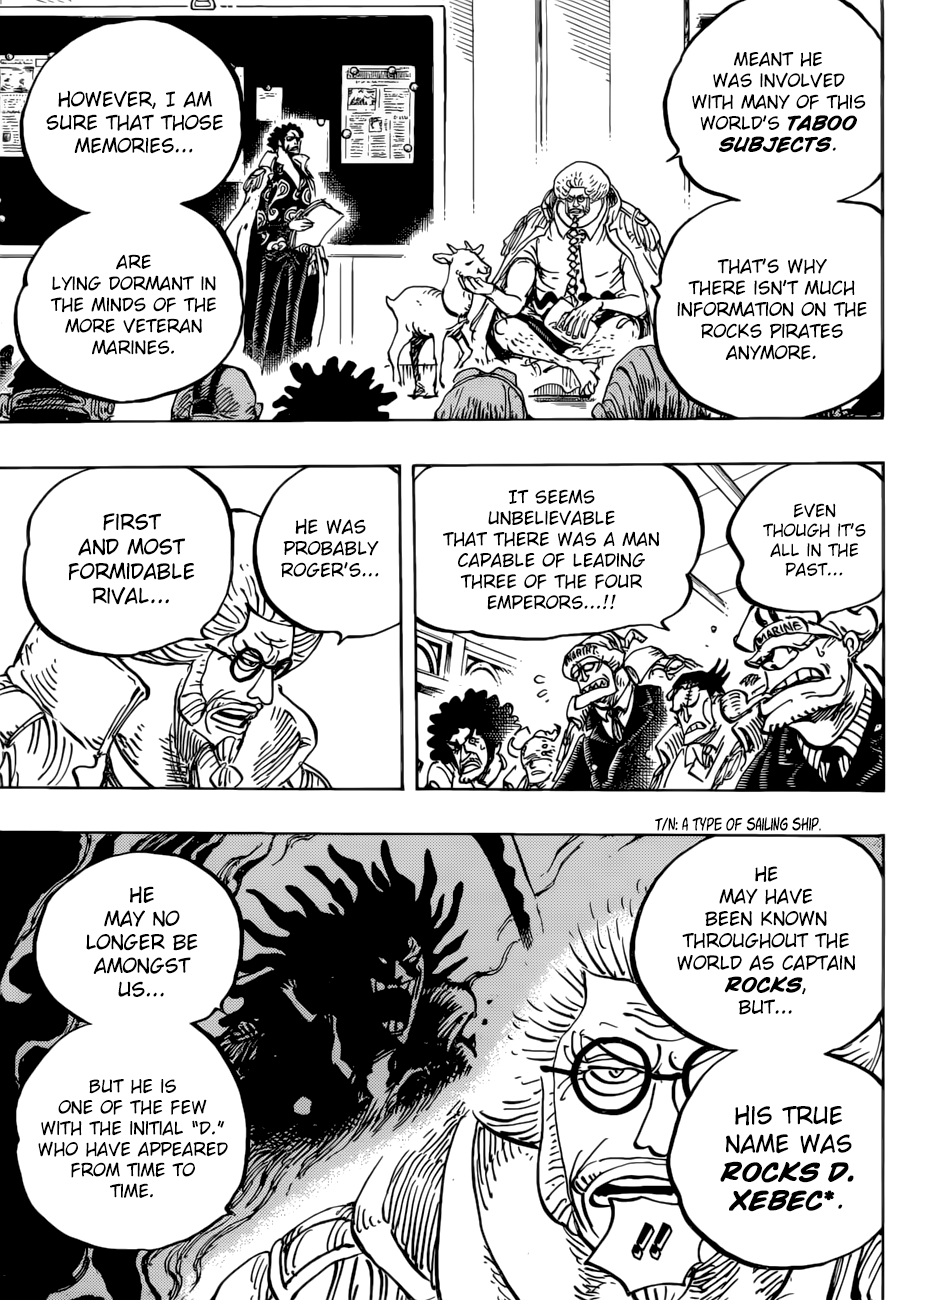 MEANT HE
WAS INVOLVED
WITH MANY OF THIS
WORLD'S TABOO
SUBJECTS.
THAT'S WHY
THERE ISN'T MUCH
INFORMATION ON THE
ROCKS PIRATES
ANYMORE.
HOWEVER, I AM
SURE THAT THOSE
MEMORIES...
ARE
LYING DORMANT IN
THE MINDS OF THE
MORE VETERAN
MARINES.
EVEN
THOUGH IT'S
ALL IN THE
PAST...
IT SEEMS
UNBELIEVABLE
THAT THERE WAS A MAN
CAPABLE OF LEADING
THREE OF THE FOUR
EMPERORS...!!
MARINE
MARINE
HE WAS
PROBABLY
ROGER'S...
FIRST
AND MOST
FORMIDABLE
RIVAL...
T/N: A TYPE OF SAILING SHIP.
HE
MAY HAVE
BEEN KNOWN
THROUGHOUT THE
WORLD AS CAPTAIN
ROCKS,
BUT...
HIS TRUE
NAME WAS
ROCKS D.
XEBEC*.
!!
HE
MAY NO
LONGER BE
AMONGST
US...
BUT HE IS
ONE OF THE FEW
WITH THE INITIAL "D."
WHO HAVE APPEARED
FROM TIME TO
TIME.